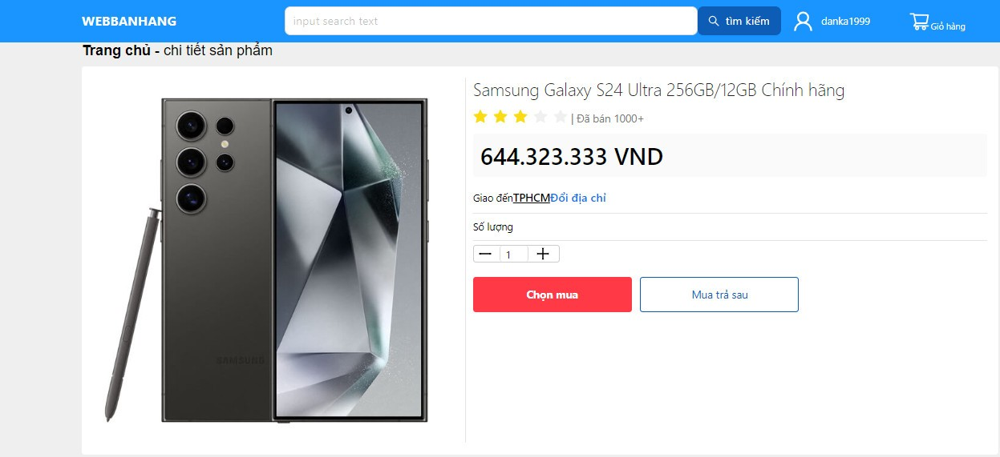 WEBBANHANG
input search text
tìm kiếm
danka1999
Giỏ hàng
Trang chủ - chi tiết sản phẩm
Samsung Galaxy S24 Ultra 256GB/12GB Chính hãng
| Đã bán 1000+
644.323.333 VND
Giao đếnTPHCMĐổi địa chỉ
Số lượng
1
Chọn mua
Mua trả sau
SAMSUNG